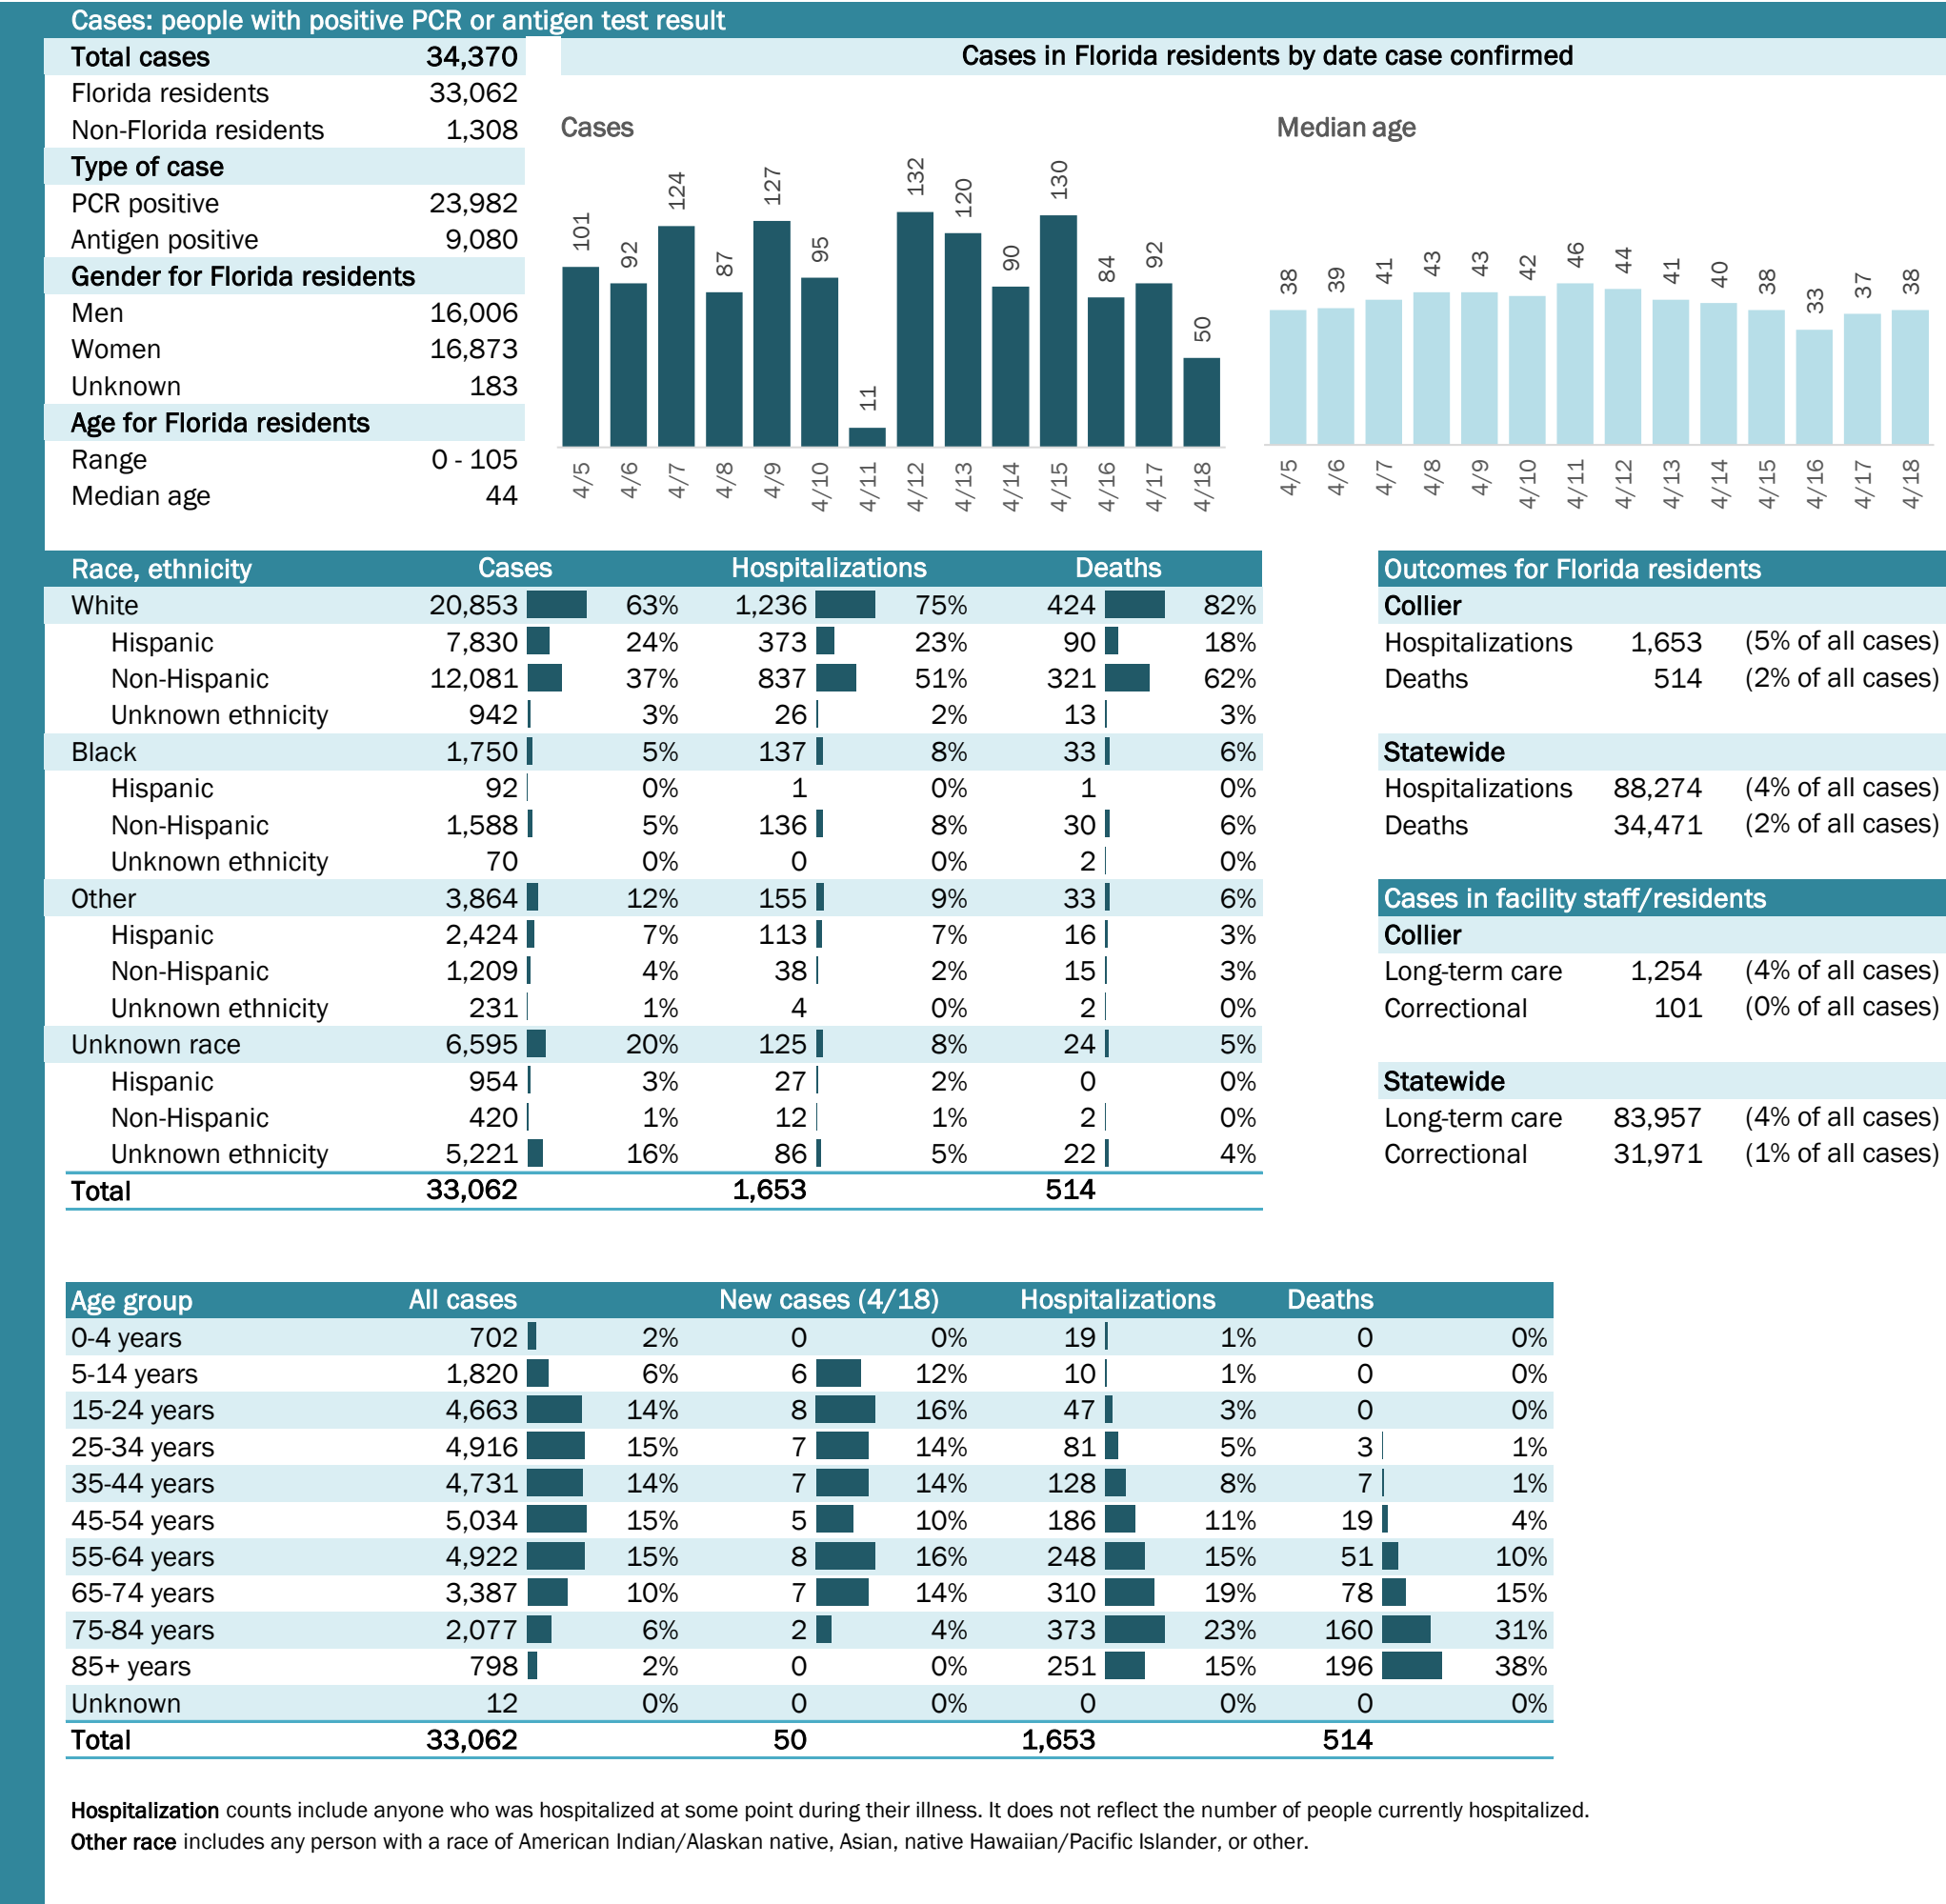 Cases: people with positive PCR or antigen test result
Total cases 34,370
Florida residents 33,062
Non-Florida residents 1,308
Type of case
PCR positive 23,982
Antigen positive 9,080
Gender for Florida residents
Men 16,006
Women 16,873
Unknown 183
Age for Florida residents
Range 0 - 105
Median age 44
Cases in Florida residents by date case confirmed
Cases
101 92 124 87 127 95 11 132 120 90 130 84 92 50
4/5 4/6 4/7 4/8 4/9 4/10 4/11 4/12 4/13 4/14 4/15 4/16 4/17 4/18
Median age
38 39 41 43 43 42 46 44 41 40 38 33 37 38
4/5 4/6 4/7 4/8 4/9 4/10 4/11 4/12 4/13 4/14 4/15 4/16 4/17 4/18
Race, ethnicity Cases Hospitalizations Deaths
White 20,853 63% 1,236 75% 424 82%
Hispanic 7,830 24% 373 23% 90 18%
Non-Hispanic 12,081 37% 837 51% 321 62%
Unknown ethnicity 942 3% 26 2% 13 3%
Black 1,750 5% 137 8% 33 6%
Hispanic 92 0% 1 0% 1 0%
Non-Hispanic 1,588 5% 136 8% 30 6%
Unknown ethnicity 70 0% 0 0% 2 0%
Other 3,864 12% 155 9% 33 6%
Hispanic 2,424 7% 113 7% 16 3%
Non-Hispanic 1,209 4% 38 2% 15 3%
Unknown ethnicity 231 1% 4 0% 2 0%
Unknown race 6,595 20% 125 8% 24 5%
Hispanic 954 3% 27 2% 0 0%
Non-Hispanic 420 1% 12 1% 2 0%
Unknown ethnicity 5,221 16% 86 5% 22 4%
Total 33,062 1,653 514
Outcomes for Florida residents
Collier
Hospitalizations 1,653 (5% of all cases)
Deaths 514 (2% of all cases)
Statewide
Hospitalizations 88,274 (4% of all cases)
Deaths 34,471 (2% of all cases)
Cases in facility staff/residents
Collier
Long-term care 1,254 (4% of all cases)
Correctional 101 (0% of all cases)
Statewide
Long-term care 83,957 (4% of all cases)
Correctional 31,971 (1% of all cases)
Age group All cases New cases (4/18) Hospitalizations Deaths
0-4 years 702 2% 0 0% 19 1% 0 0%
5-14 years 1,820 6% 6 12% 10 1% 0 0%
15-24 years 4,663 14% 8 16% 47 3% 0 0%
25-34 years 4,916 15% 7 14% 81 5% 3 1%
35-44 years 4,731 14% 7 14% 128 8% 7 1%
45-54 years 5,034 15% 5 10% 186 11% 19 4%
55-64 years 4,922 15% 8 16% 248 15% 51 10%
65-74 years 3,387 10% 7 14% 310 19% 78 15%
75-84 years 2,077 6% 2 4% 373 23% 160 31%
85+ years 798 2% 0 0% 251 15% 196 38%
Unknown 12 0% 0 0% 0 0% 0 0%
Total 33,062 50 1,653 514
Hospitalization counts include anyone who was hospitalized at some point during their illness. It does not reflect the number of people currently hospitalized.
Other race includes any person with a race of American Indian/Alaskan native, Asian, native Hawaiian/Pacific Islander, or other.